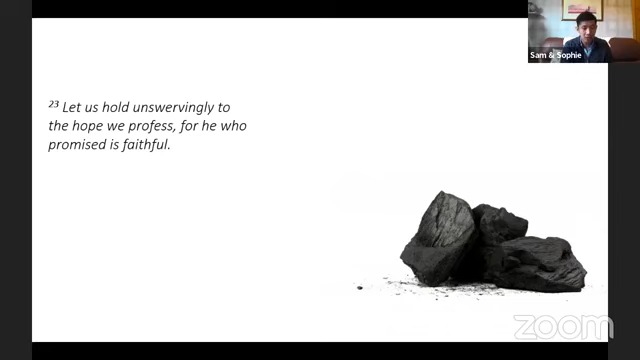 Sam & Sophie
23 Let us hold unswervingly to
the hope we profess, for he who
promised is faithful.
zoom